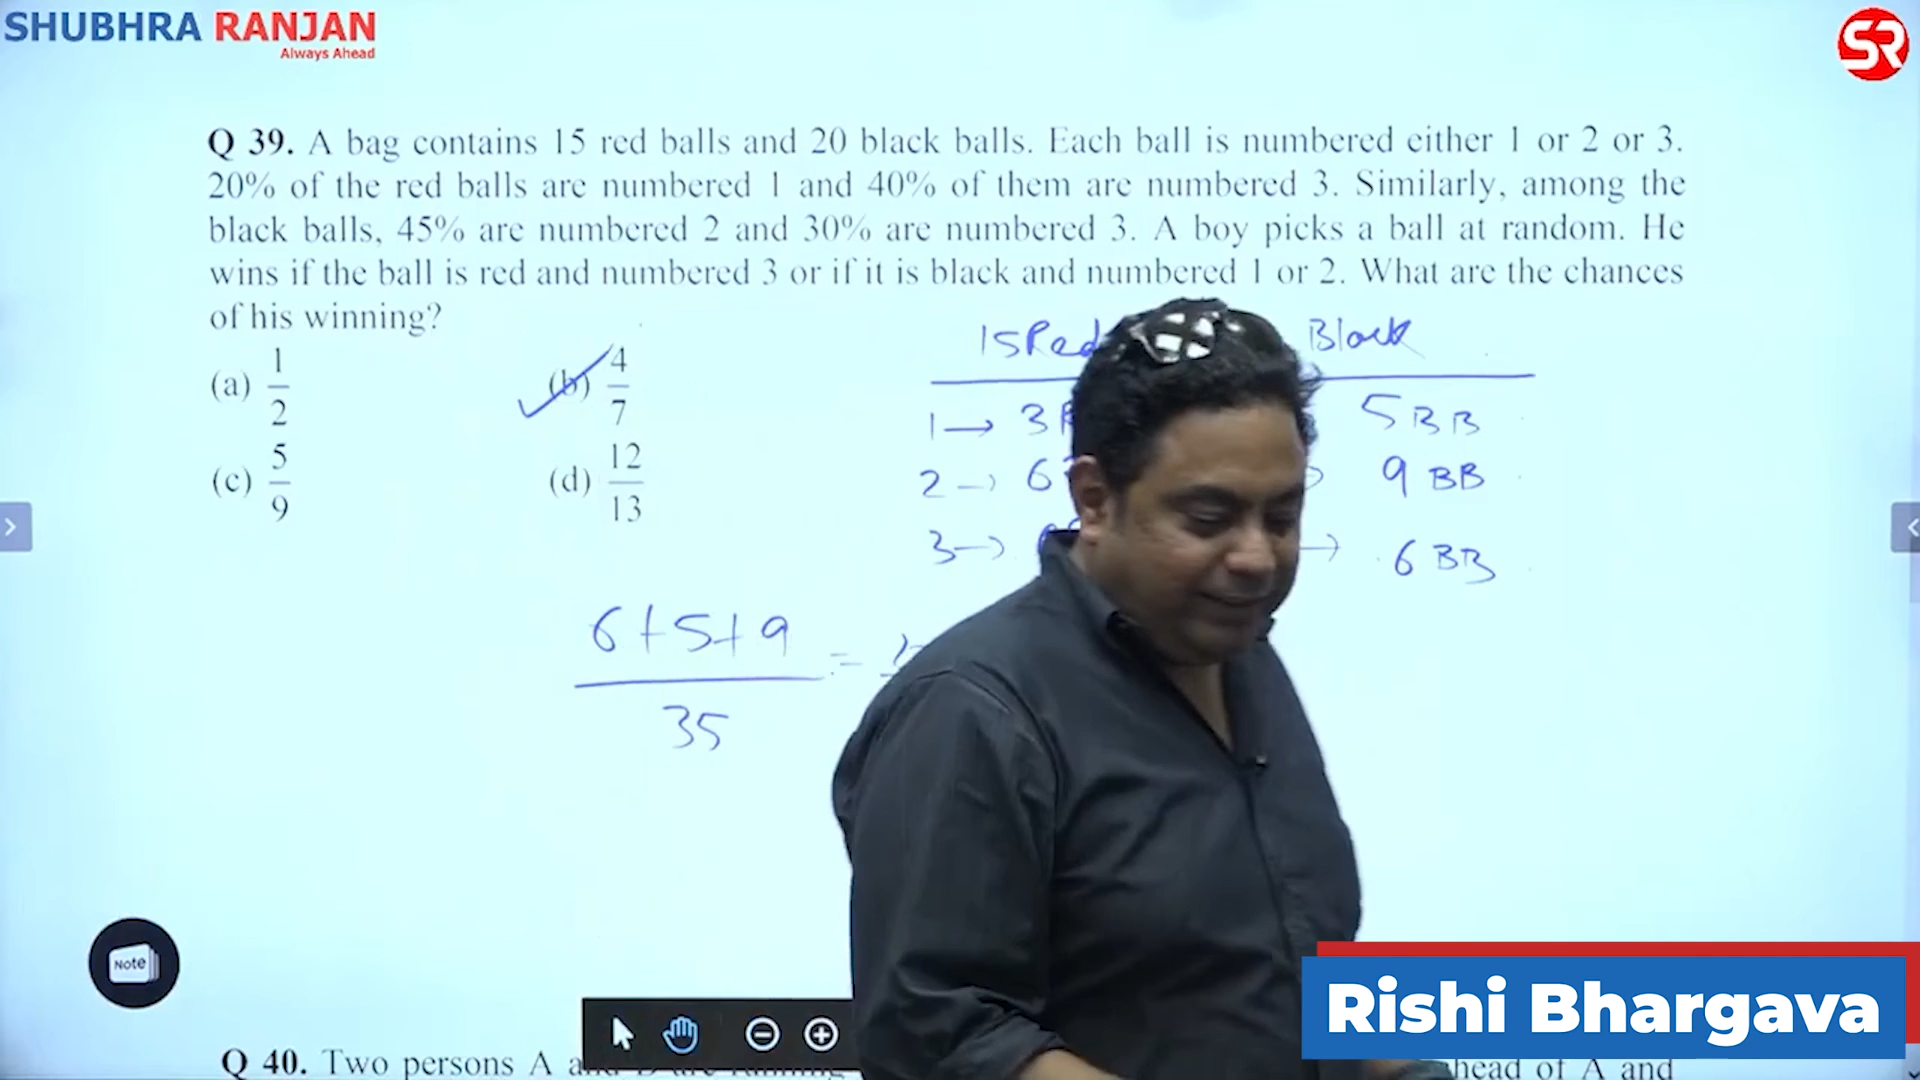 SHUBHRA RANJAN
Always Ahead
SR
Q 39. A bag contains 15 red balls and 20 black balls. Each ball is numbered either 1 or 2 or 3.
20% of the red balls are numbered 1 and 40% of them are numbered 3. Similarly, among the
black balls, 45% are numbered 2 and 30% are numbered 3. A boy picks a ball at random. He
wins if the ball is red and numbered 3 or if it is black and numbered 1 or 2. What are the chances
of his winning?
(a) 1/2
(b) 4/7
(c) 5/9
(d) 12/13
15 Red Black
1 → 3 5 BB
2 → 6 9 BB
3 → → 6 BB
6+5+9 =
35
Note
Rishi Bhargava
Q 40. Two persons A ahead of A and